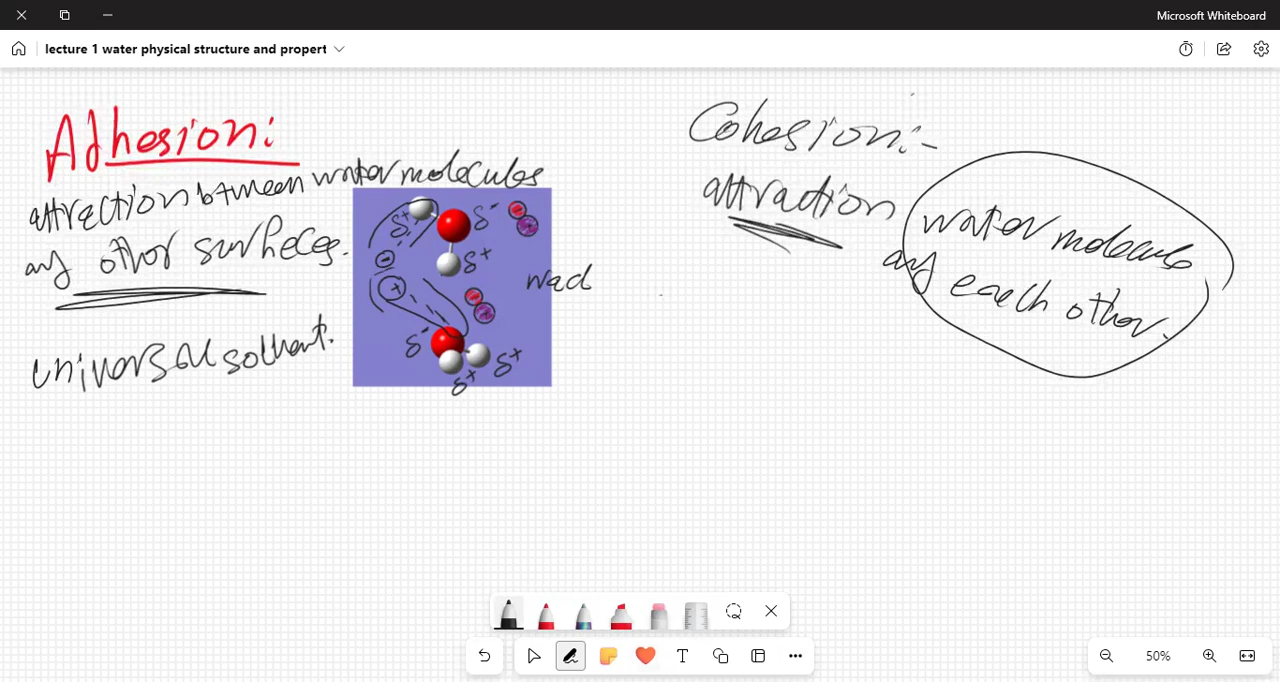 Microsoft Whiteboard
lecture 1 water physical structure and propert
Adhesion:
attraction between water molecules
any other surfaces.
universal solvent.
δ+ δ-
δ+
δ-
δ+
δ+
Cohesion:-
attraction
water molecules
any each other.
50%